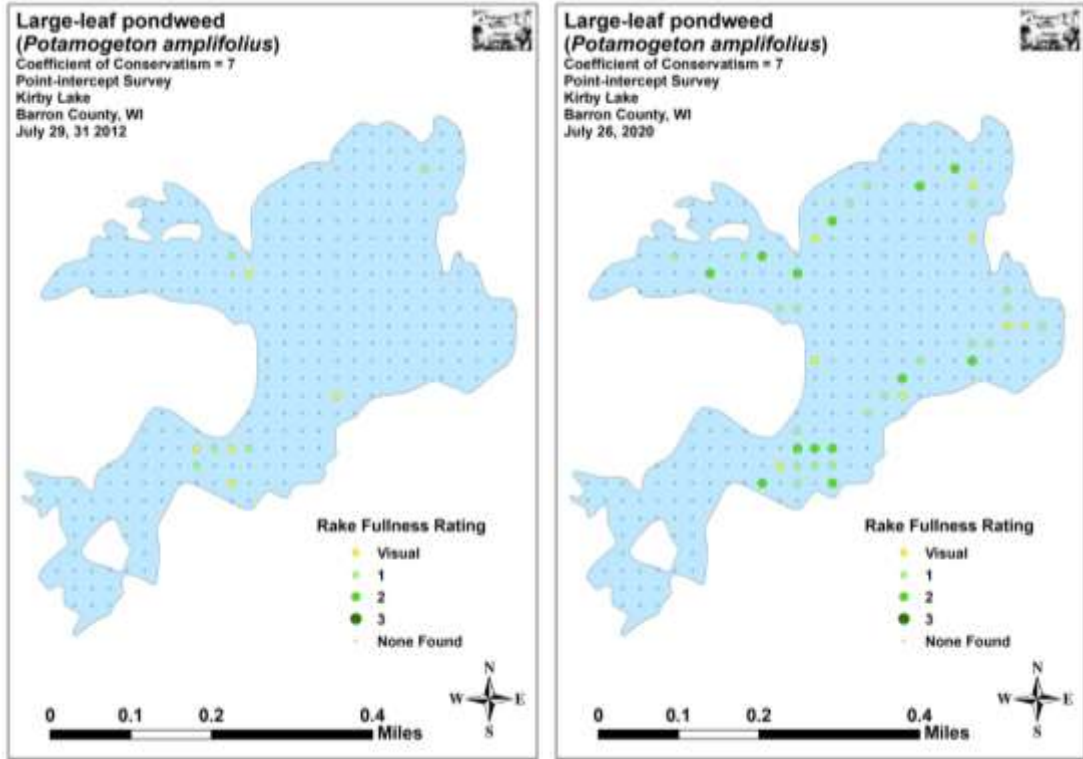 Large-leaf pondweed
(Potamogeton amplifolius)
Coefficient of Conservatism = 7
Point-intercept Survey
Kirby Lake
Barron County, WI
July 29, 31 2012
Rake Fullness Rating
Visual
1
2
3
None Found
N
W E
S
0 0.1 0.2 0.4
Miles
Large-leaf pondweed
(Potamogeton amplifolius)
Coefficient of Conservatism = 7
Point-intercept Survey
Kirby Lake
Barron County, WI
July 26, 2020
Rake Fullness Rating
Visual
1
2
3
None Found
N
W E
S
0 0.1 0.2 0.4
Miles